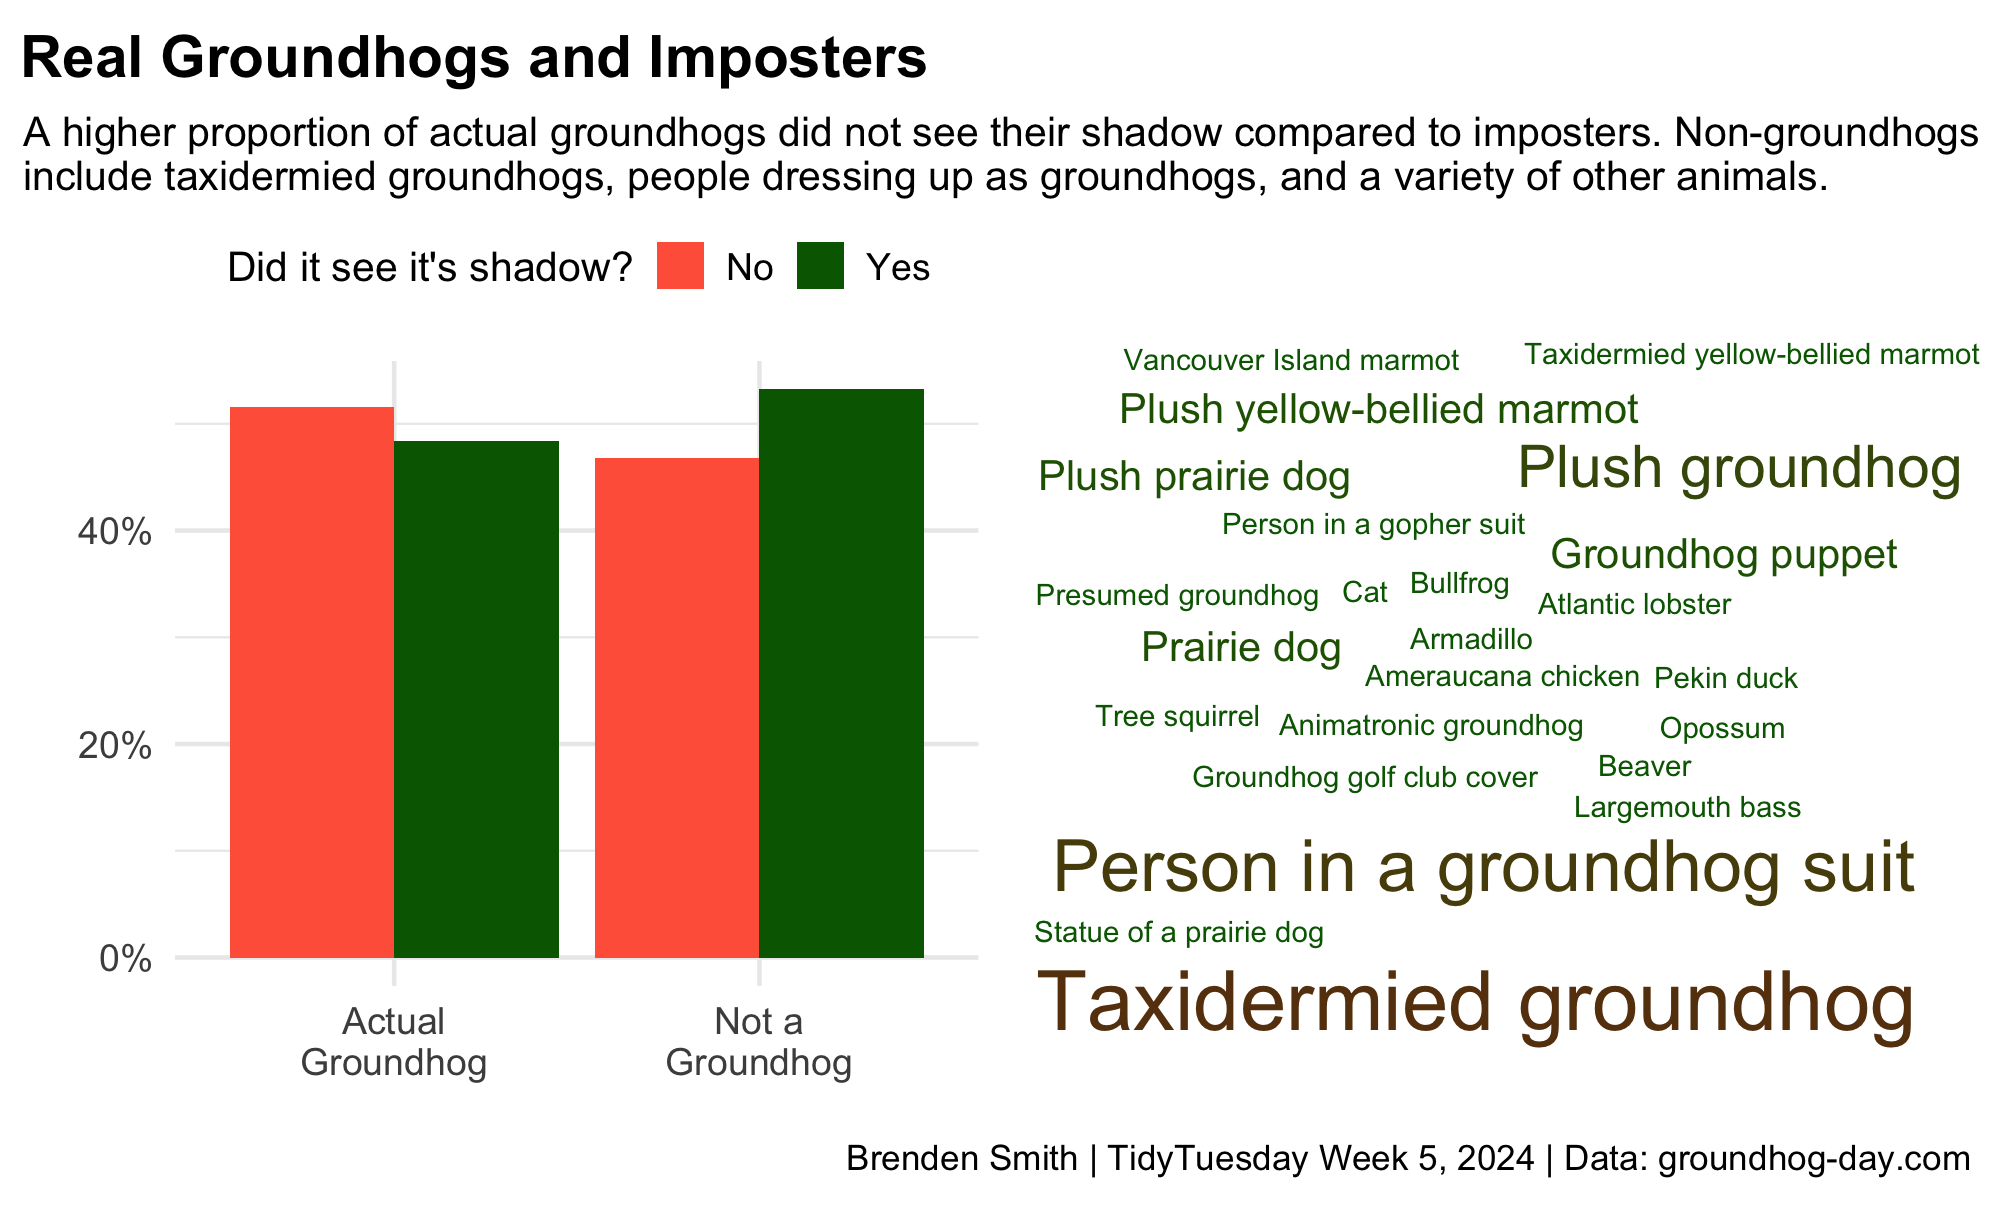 Real Groundhogs and Imposters
A higher proportion of actual groundhogs did not see their shadow compared to imposters. Non-groundhogs
include taxidermied groundhogs, people dressing up as groundhogs, and a variety of other animals.
Did it see it's shadow? No Yes
40%
20%
0%
Actual
Groundhog
Not a
Groundhog
Vancouver Island marmot
Taxidermied yellow-bellied marmot
Plush yellow-bellied marmot
Plush groundhog
Plush prairie dog
Person in a gopher suit
Groundhog puppet
Presumed groundhog
Cat
Bullfrog
Atlantic lobster
Prairie dog
Armadillo
Ameraucana chicken
Pekin duck
Tree squirrel
Animatronic groundhog
Opossum
Beaver
Groundhog golf club cover
Largemouth bass
Person in a groundhog suit
Statue of a prairie dog
Taxidermied groundhog
Brenden Smith | TidyTuesday Week 5, 2024 | Data: groundhog-day.com